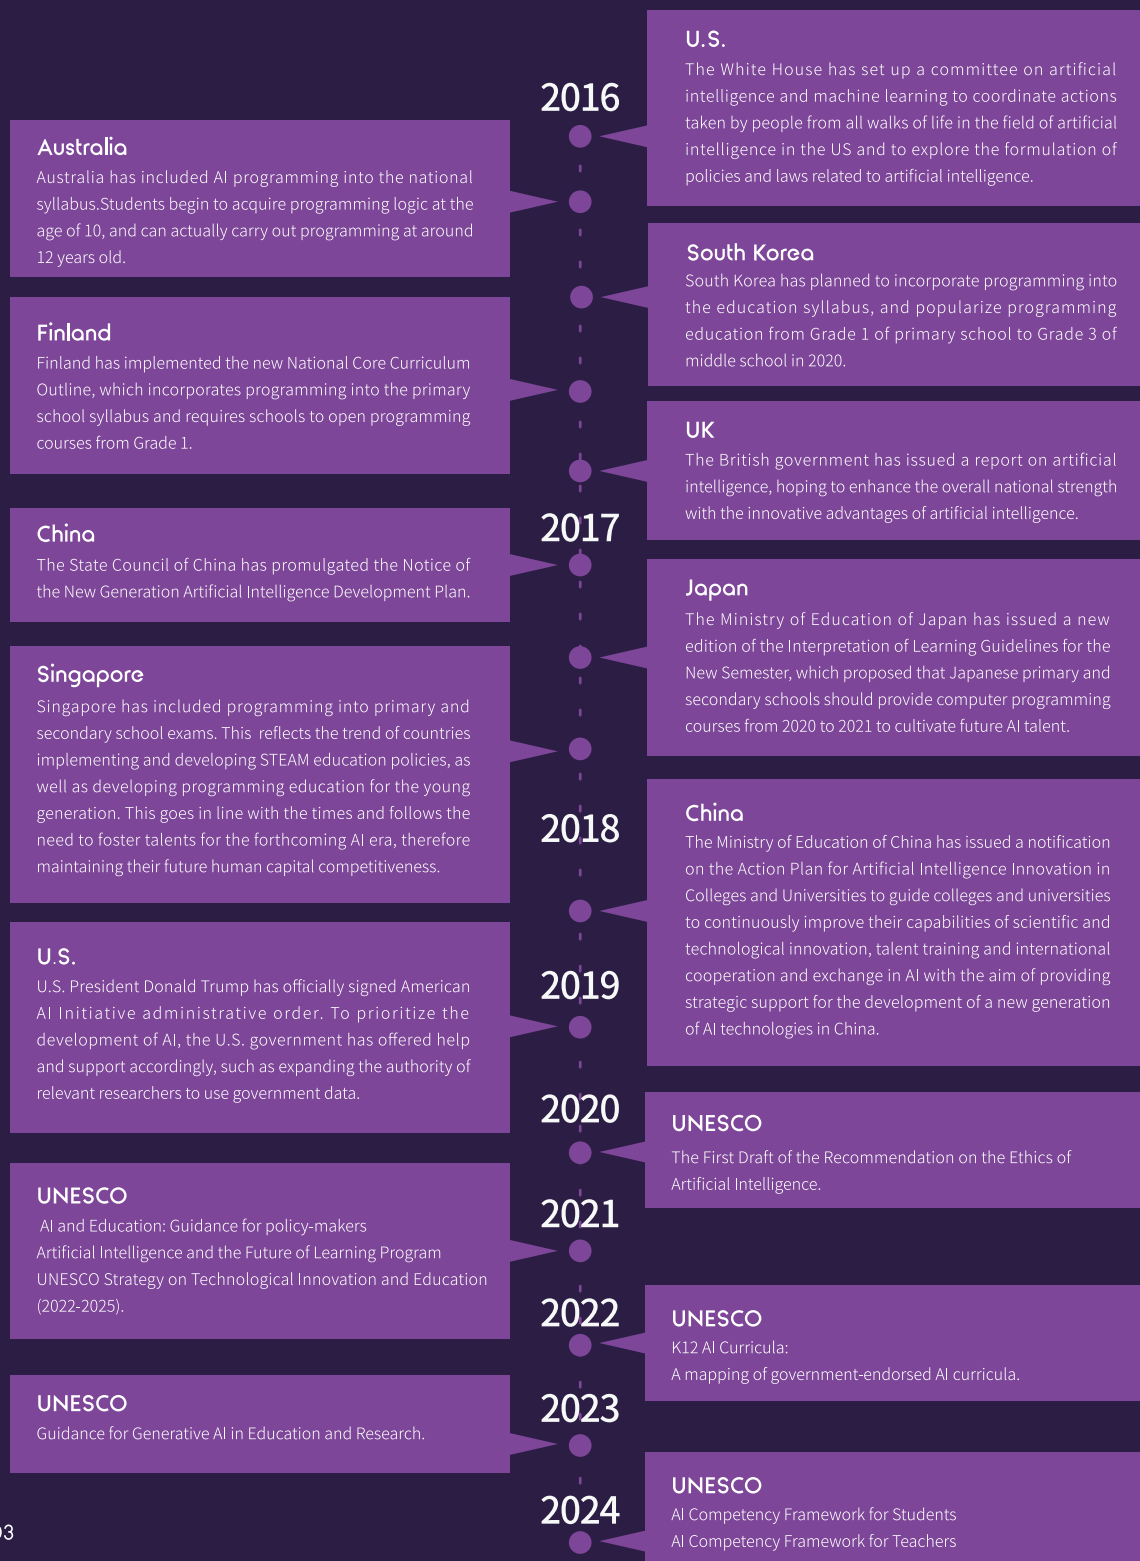 2016
U.S.
The White House has set up a committee on artificial
intelligence and machine learning to coordinate actions
taken by people from all walks of life in the field of artificial
intelligence in the US and to explore the formulation of
policies and laws related to artificial intelligence.
Australia
Australia has included AI programming into the national
syllabus.Students begin to acquire programming logic at the
age of 10, and can actually carry out programming at around
12 years old.
South Korea
South Korea has planned to incorporate programming into
the education syllabus, and popularize programming
education from Grade 1 of primary school to Grade 3 of
middle school in 2020.
Finland
Finland has implemented the new National Core Curriculum
Outline, which incorporates programming into the primary
school syllabus and requires schools to open programming
courses from Grade 1.
UK
The British government has issued a report on artificial
intelligence, hoping to enhance the overall national strength
with the innovative advantages of artificial intelligence.
2017
China
The State Council of China has promulgated the Notice of
the New Generation Artificial Intelligence Development Plan.
Japan
The Ministry of Education of Japan has issued a new
edition of the Interpretation of Learning Guidelines for the
New Semester, which proposed that Japanese primary and
secondary schools should provide computer programming
courses from 2020 to 2021 to cultivate future AI talent.
Singapore
Singapore has included programming into primary and
secondary school exams. This reflects the trend of countries
implementing and developing STEAM education policies, as
well as developing programming education for the young
generation. This goes in line with the times and follows the
need to foster talents for the forthcoming AI era, therefore
maintaining their future human capital competitiveness.
2018
China
The Ministry of Education of China has issued a notification
on the Action Plan for Artificial Intelligence Innovation in
Colleges and Universities to guide colleges and universities
to continuously improve their capabilities of scientific and
technological innovation, talent training and international
cooperation and exchange in AI with the aim of providing
strategic support for the development of a new generation
of AI technologies in China.
2019
U.S.
U.S. President Donald Trump has officially signed American
AI Initiative administrative order. To prioritize the
development of AI, the U.S. government has offered help
and support accordingly, such as expanding the authority of
relevant researchers to use government data.
2020
UNESCO
The First Draft of the Recommendation on the Ethics of
Artificial Intelligence.
2021
UNESCO
AI and Education: Guidance for policy-makers
Artificial Intelligence and the Future of Learning Program
UNESCO Strategy on Technological Innovation and Education
(2022-2025).
2022
UNESCO
K12 AI Curricula:
A mapping of government-endorsed AI curricula.
2023
UNESCO
Guidance for Generative AI in Education and Research.
2024
UNESCO
AI Competency Framework for Students
AI Competency Framework for Teachers
03